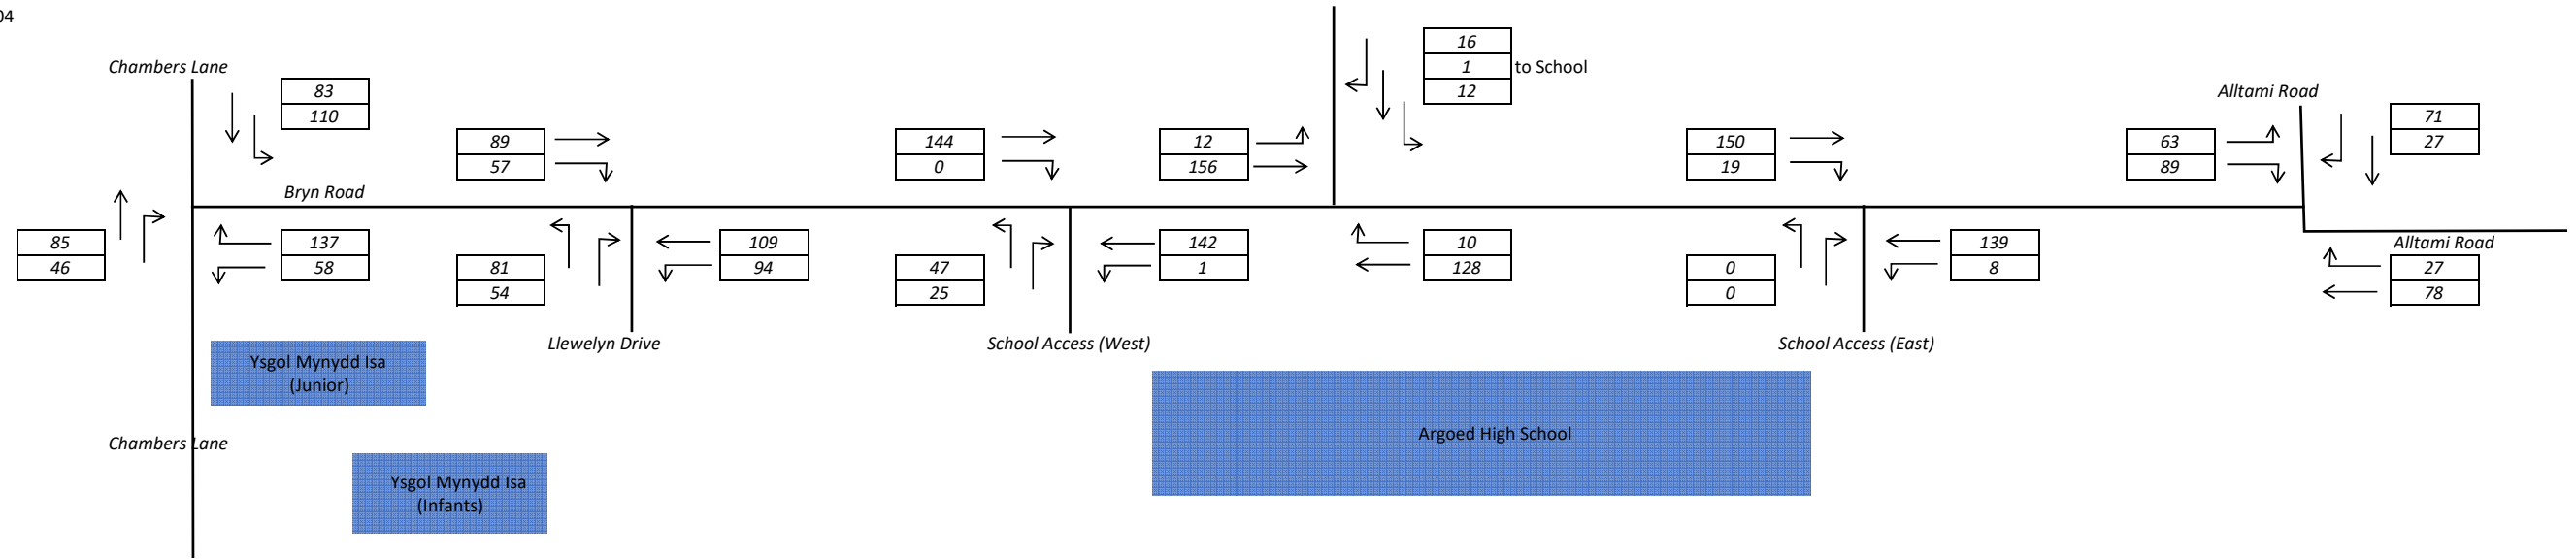 04
16
1
to School
12
Chambers Lane
83
110
Alltami Road
71
27
89
57
144
0
12
156
150
19
63
89
Bryn Road
85
46
137
58
81
54
109
94
47
25
142
1
10
128
0
0
139
8
Alltami Road
27
78
Llewelyn Drive
School Access (West)
School Access (East)
Ysgol Mynydd Isa
(Junior)
Chambers Lane
Argoed High School
Ysgol Mynydd Isa
(Infants)